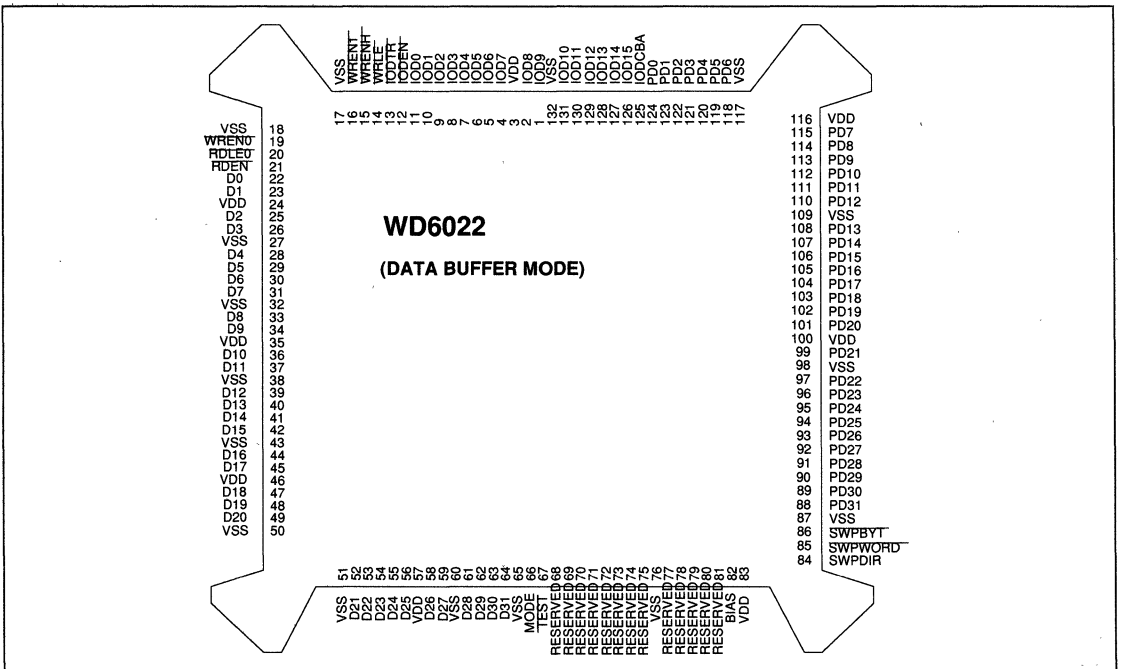 VSS 17
WREN1 16
WRENH 15
WRLE 14
IODTR 13
IODEN 12
IOD0 11
IOD1 10
IOD2 9
IOD3 8
IOD4 7
IOD5 6
IOD6 5
IOD7 4
VDD 3
IOD8 2
IOD9 1
VSS 132
IOD10 131
IOD11 130
IOD12 129
IOD13 128
IOD14 127
IOD15 126
IODCBA 125
PD0 124
PD1 123
PD2 122
PD3 121
PD4 120
PD5 119
PD6 118
VSS 117
VSS 18
WREN0 19
RDLE0 20
RDEN 21
D0 22
D1 23
VDD 24
D2 25
D3 26
VSS 27
D4 28
D5 29
D6 30
D7 31
VSS 32
D8 33
D9 34
VDD 35
D10 36
D11 37
VSS 38
D12 39
D13 40
D14 41
D15 42
VSS 43
D16 44
D17 45
VDD 46
D18 47
D19 48
D20 49
VSS 50
WD6022
(DATA BUFFER MODE)
116 VDD
115 PD7
114 PD8
113 PD9
112 PD10
111 PD11
110 PD12
109 VSS
108 PD13
107 PD14
106 PD15
105 PD16
104 PD17
103 PD18
102 PD19
101 PD20
100 VDD
99 PD21
98 VSS
97 PD22
96 PD23
95 PD24
94 PD25
93 PD26
92 PD27
91 PD28
90 PD29
89 PD30
88 PD31
87 VSS
86 SWPBYT
85 SWPWORD
84 SWPDIR
VSS 51
D21 52
D22 53
D23 54
D24 55
D25 56
VDD 57
D26 58
D27 59
VSS 60
D28 61
D29 62
D30 63
D31 64
VSS 65
MODE 66
TEST 67
RESERVED 68
RESERVED 69
RESERVED 70
RESERVED 71
RESERVED 72
RESERVED 73
RESERVED 74
RESERVED 75
VSS 76
RESERVED 77
RESERVED 78
RESERVED 79
RESERVED 80
RESERVED 81
BIAS 82
VDD 83